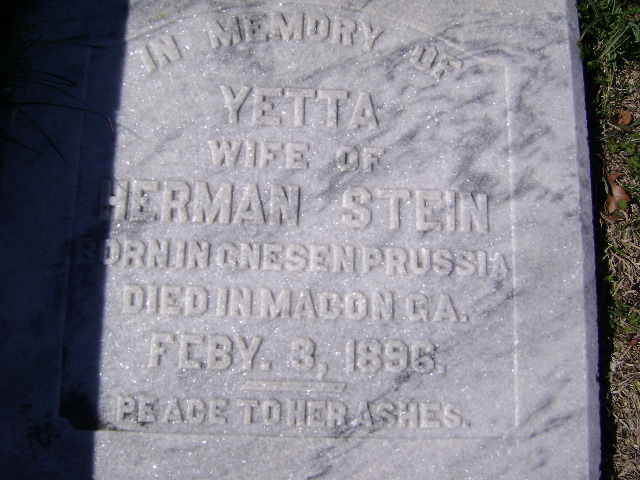 IN MEMORY OF
YETTA
WIFE OF
HERMAN STEIN
BORN IN GNESEN PRUSSIA
DIED IN MACON GA.
FEBY. 3, 1896.
PEACE TO HER ASHES.